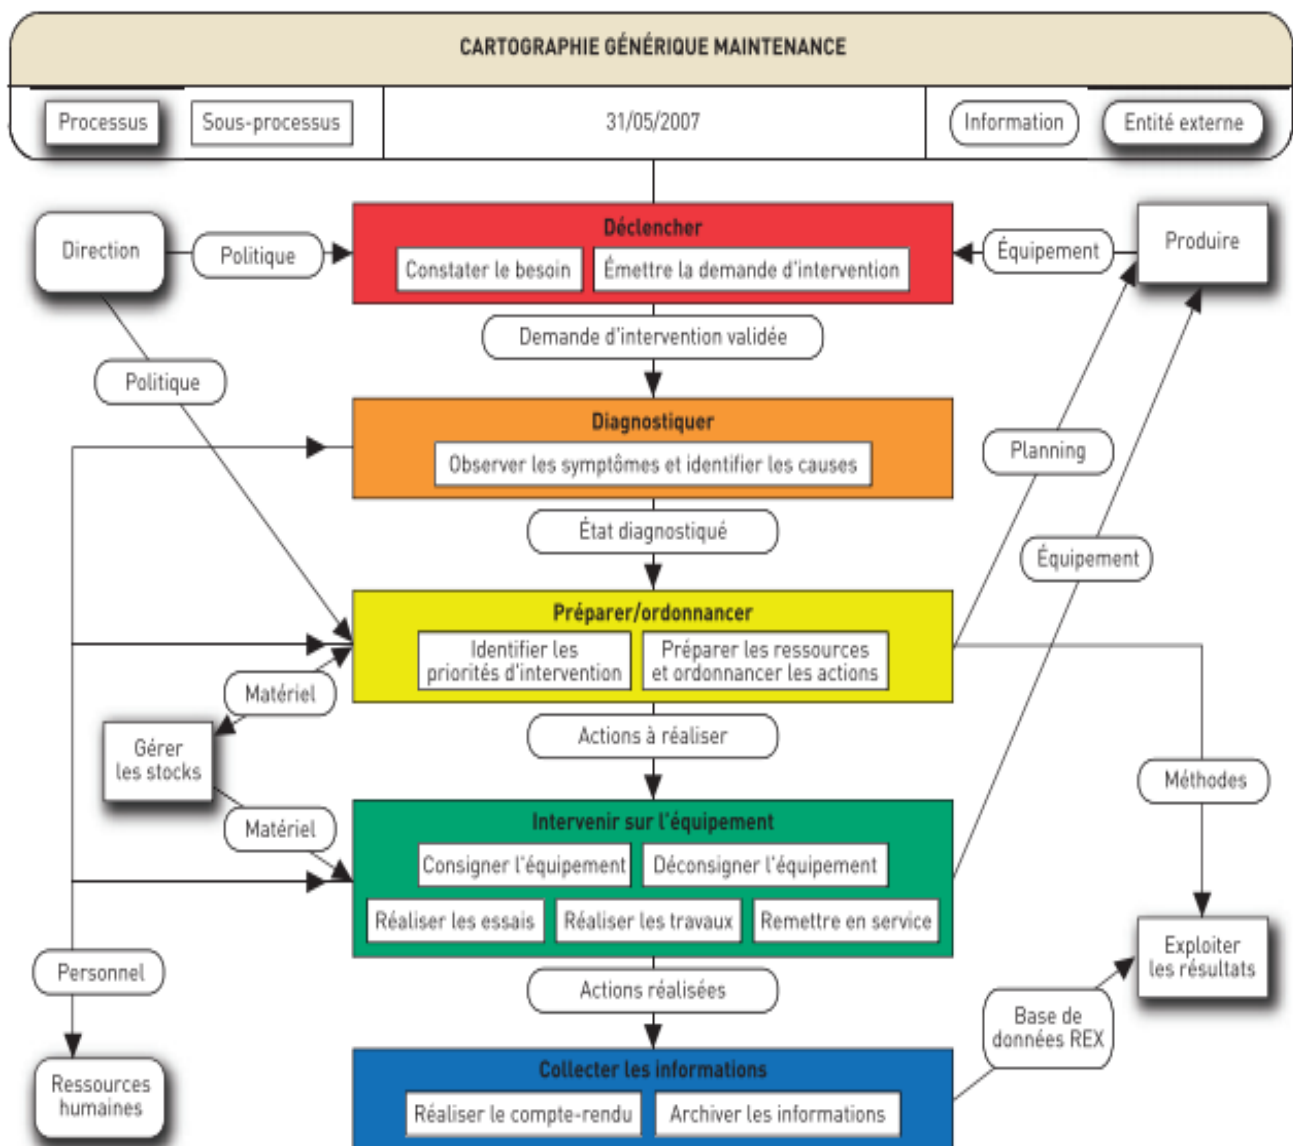 CARTOGRAPHIE GÉNÉRIQUE MAINTENANCE
Processus
Sous-processus
31/05/2007
Information
Entité externe
Direction
Politique
Déclencher
Constater le besoin
Émettre la demande d'intervention
Équipement
Produire
Demande d'intervention validée
Politique
Diagnostiquer
Observer les symptômes et identifier les causes
Planning
État diagnostiqué
Équipement
Préparer/ordonnancer
Identifier les
priorités d'intervention
Préparer les ressources
et ordonnancer les actions
Matériel
Gérer
les stocks
Actions à réaliser
Méthodes
Matériel
Intervenir sur l'équipement
Consigner l'équipement
Déconsigner l'équipement
Réaliser les essais
Réaliser les travaux
Remettre en service
Personnel
Actions réalisées
Exploiter
les résultats
Base de
données REX
Ressources
humaines
Collecter les informations
Réaliser le compte-rendu
Archiver les informations